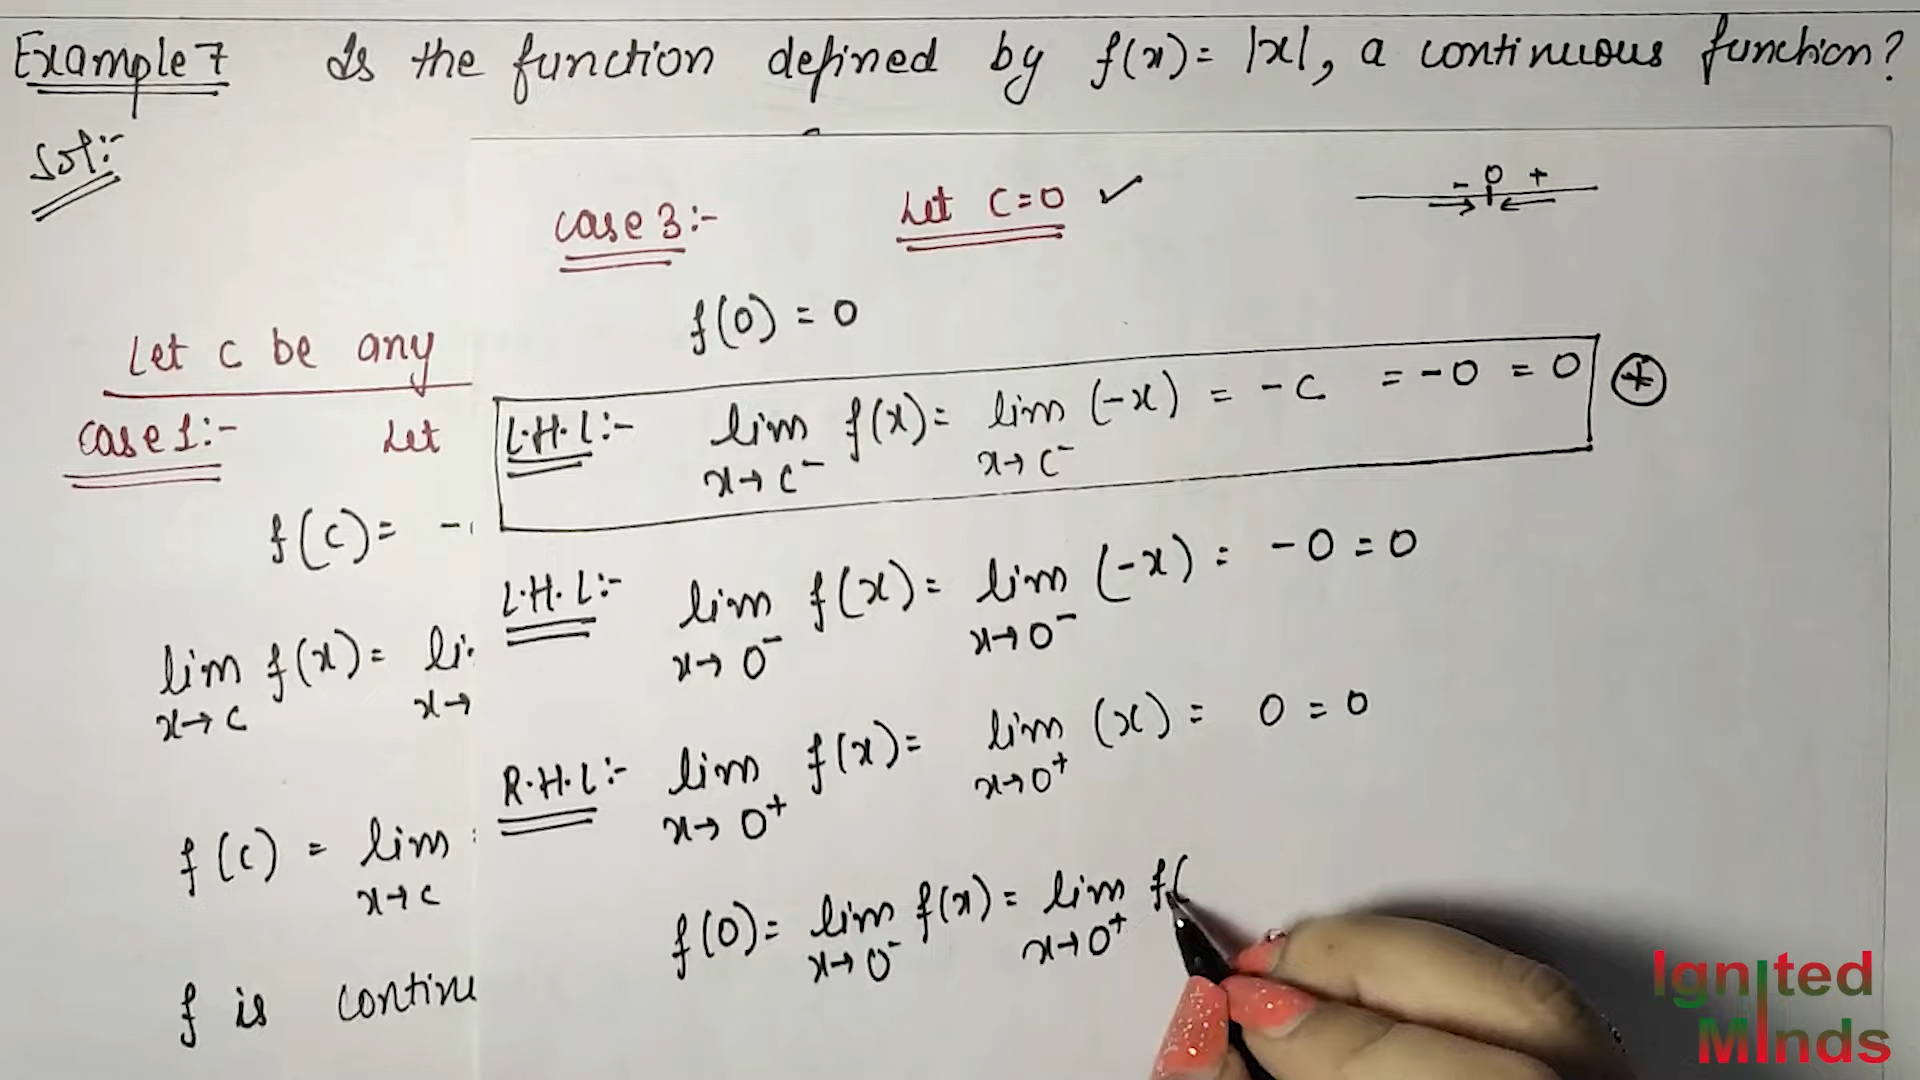 Example 7 Is the function defined by f(x) = |x|, a continuous function?
Sol:-
Case 3:- Let C=0 ✓
- 0 +
f(0) = 0
Let c be any
L.H.L:- lim x→c⁻ f(x) = lim x→c⁻ (-x) = -c = -0 = 0
Case 1:- Let
f(c) = -
L.H.L:- lim x→0⁻ f(x) = lim x→0⁻ (-x) = -0 = 0
lim x→c f(x) = li x→
R.H.L:- lim x→0⁺ f(x) = lim x→0⁺ (x) = 0 = 0
f(c) = lim x→c
f(0) = lim x→0⁻ f(x) = lim x→0⁺ f(
f is continu
Ignited
Minds